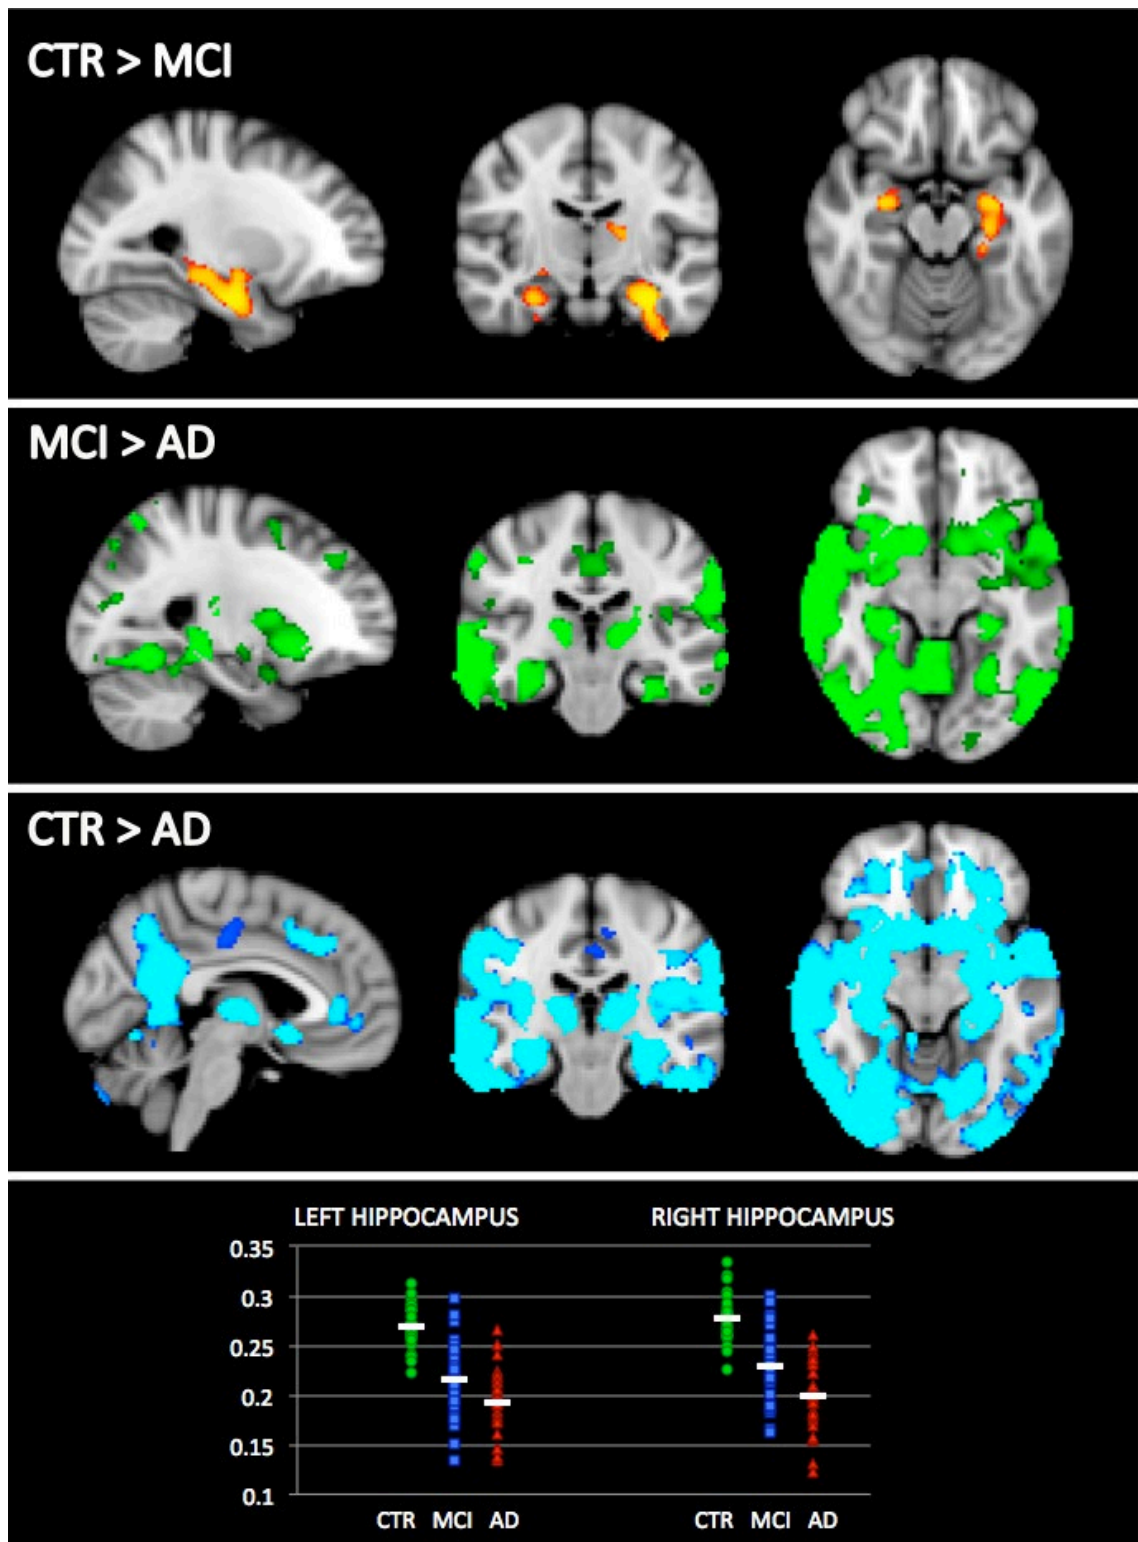 CTR > MCI
MCI > AD
CTR > AD
LEFT HIPPOCAMPUS RIGHT HIPPOCAMPUS
0.35
0.3
0.25
0.2
0.15
0.1
CTR MCI AD CTR MCI AD